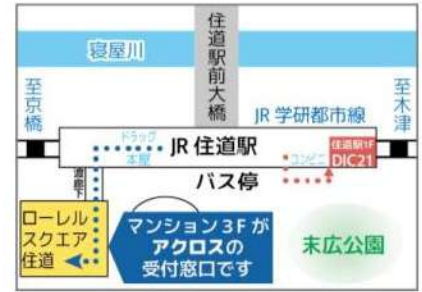 住道駅前大橋
寝屋川
至京橋
至木津
JR 学研都市線
ドラッグ
本屋
JR 住道駅
コンビニ
住道駅1F
DIC21
バス停
道廊下
ローレル
スクエア
住道
マンション3Fが
アクロスの
受付窓口です
末広公園